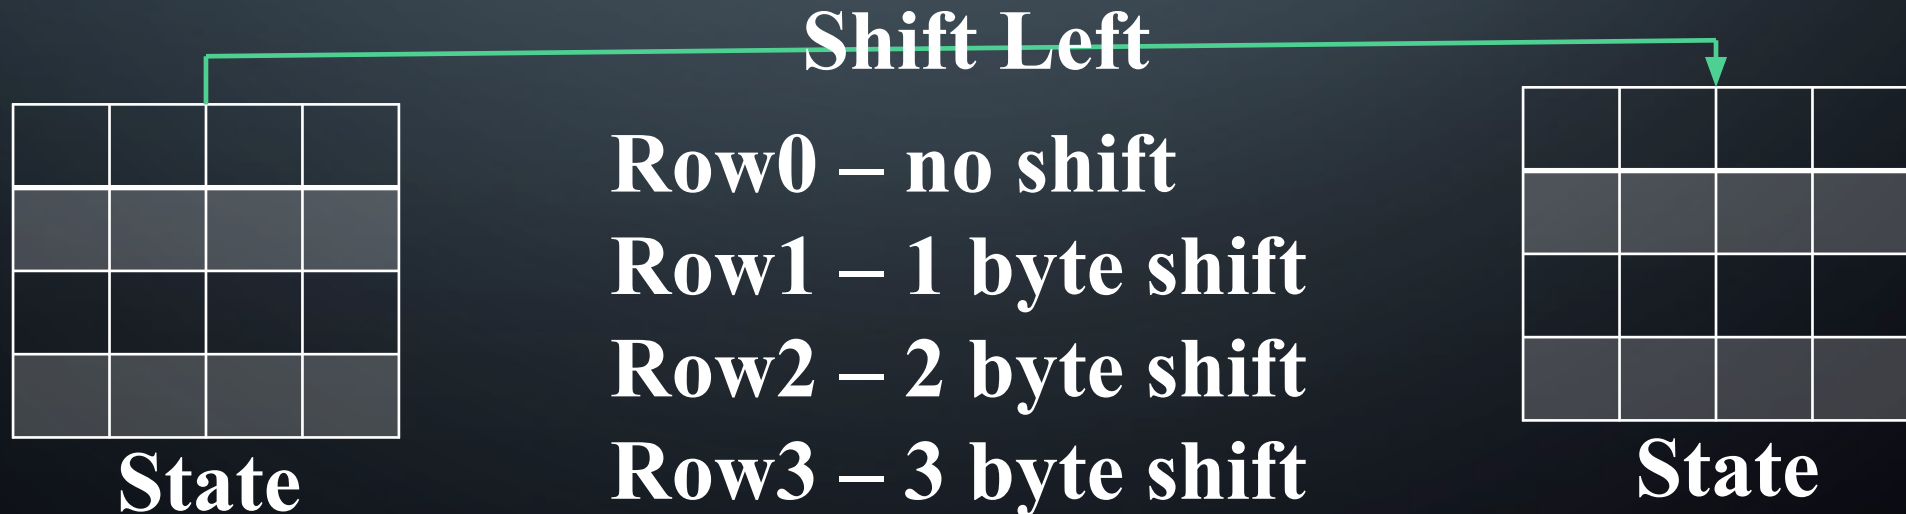 Shift Left
Row0 – no shift
Row1 – 1 byte shift
Row2 – 2 byte shift
Row3 – 3 byte shift
State
State